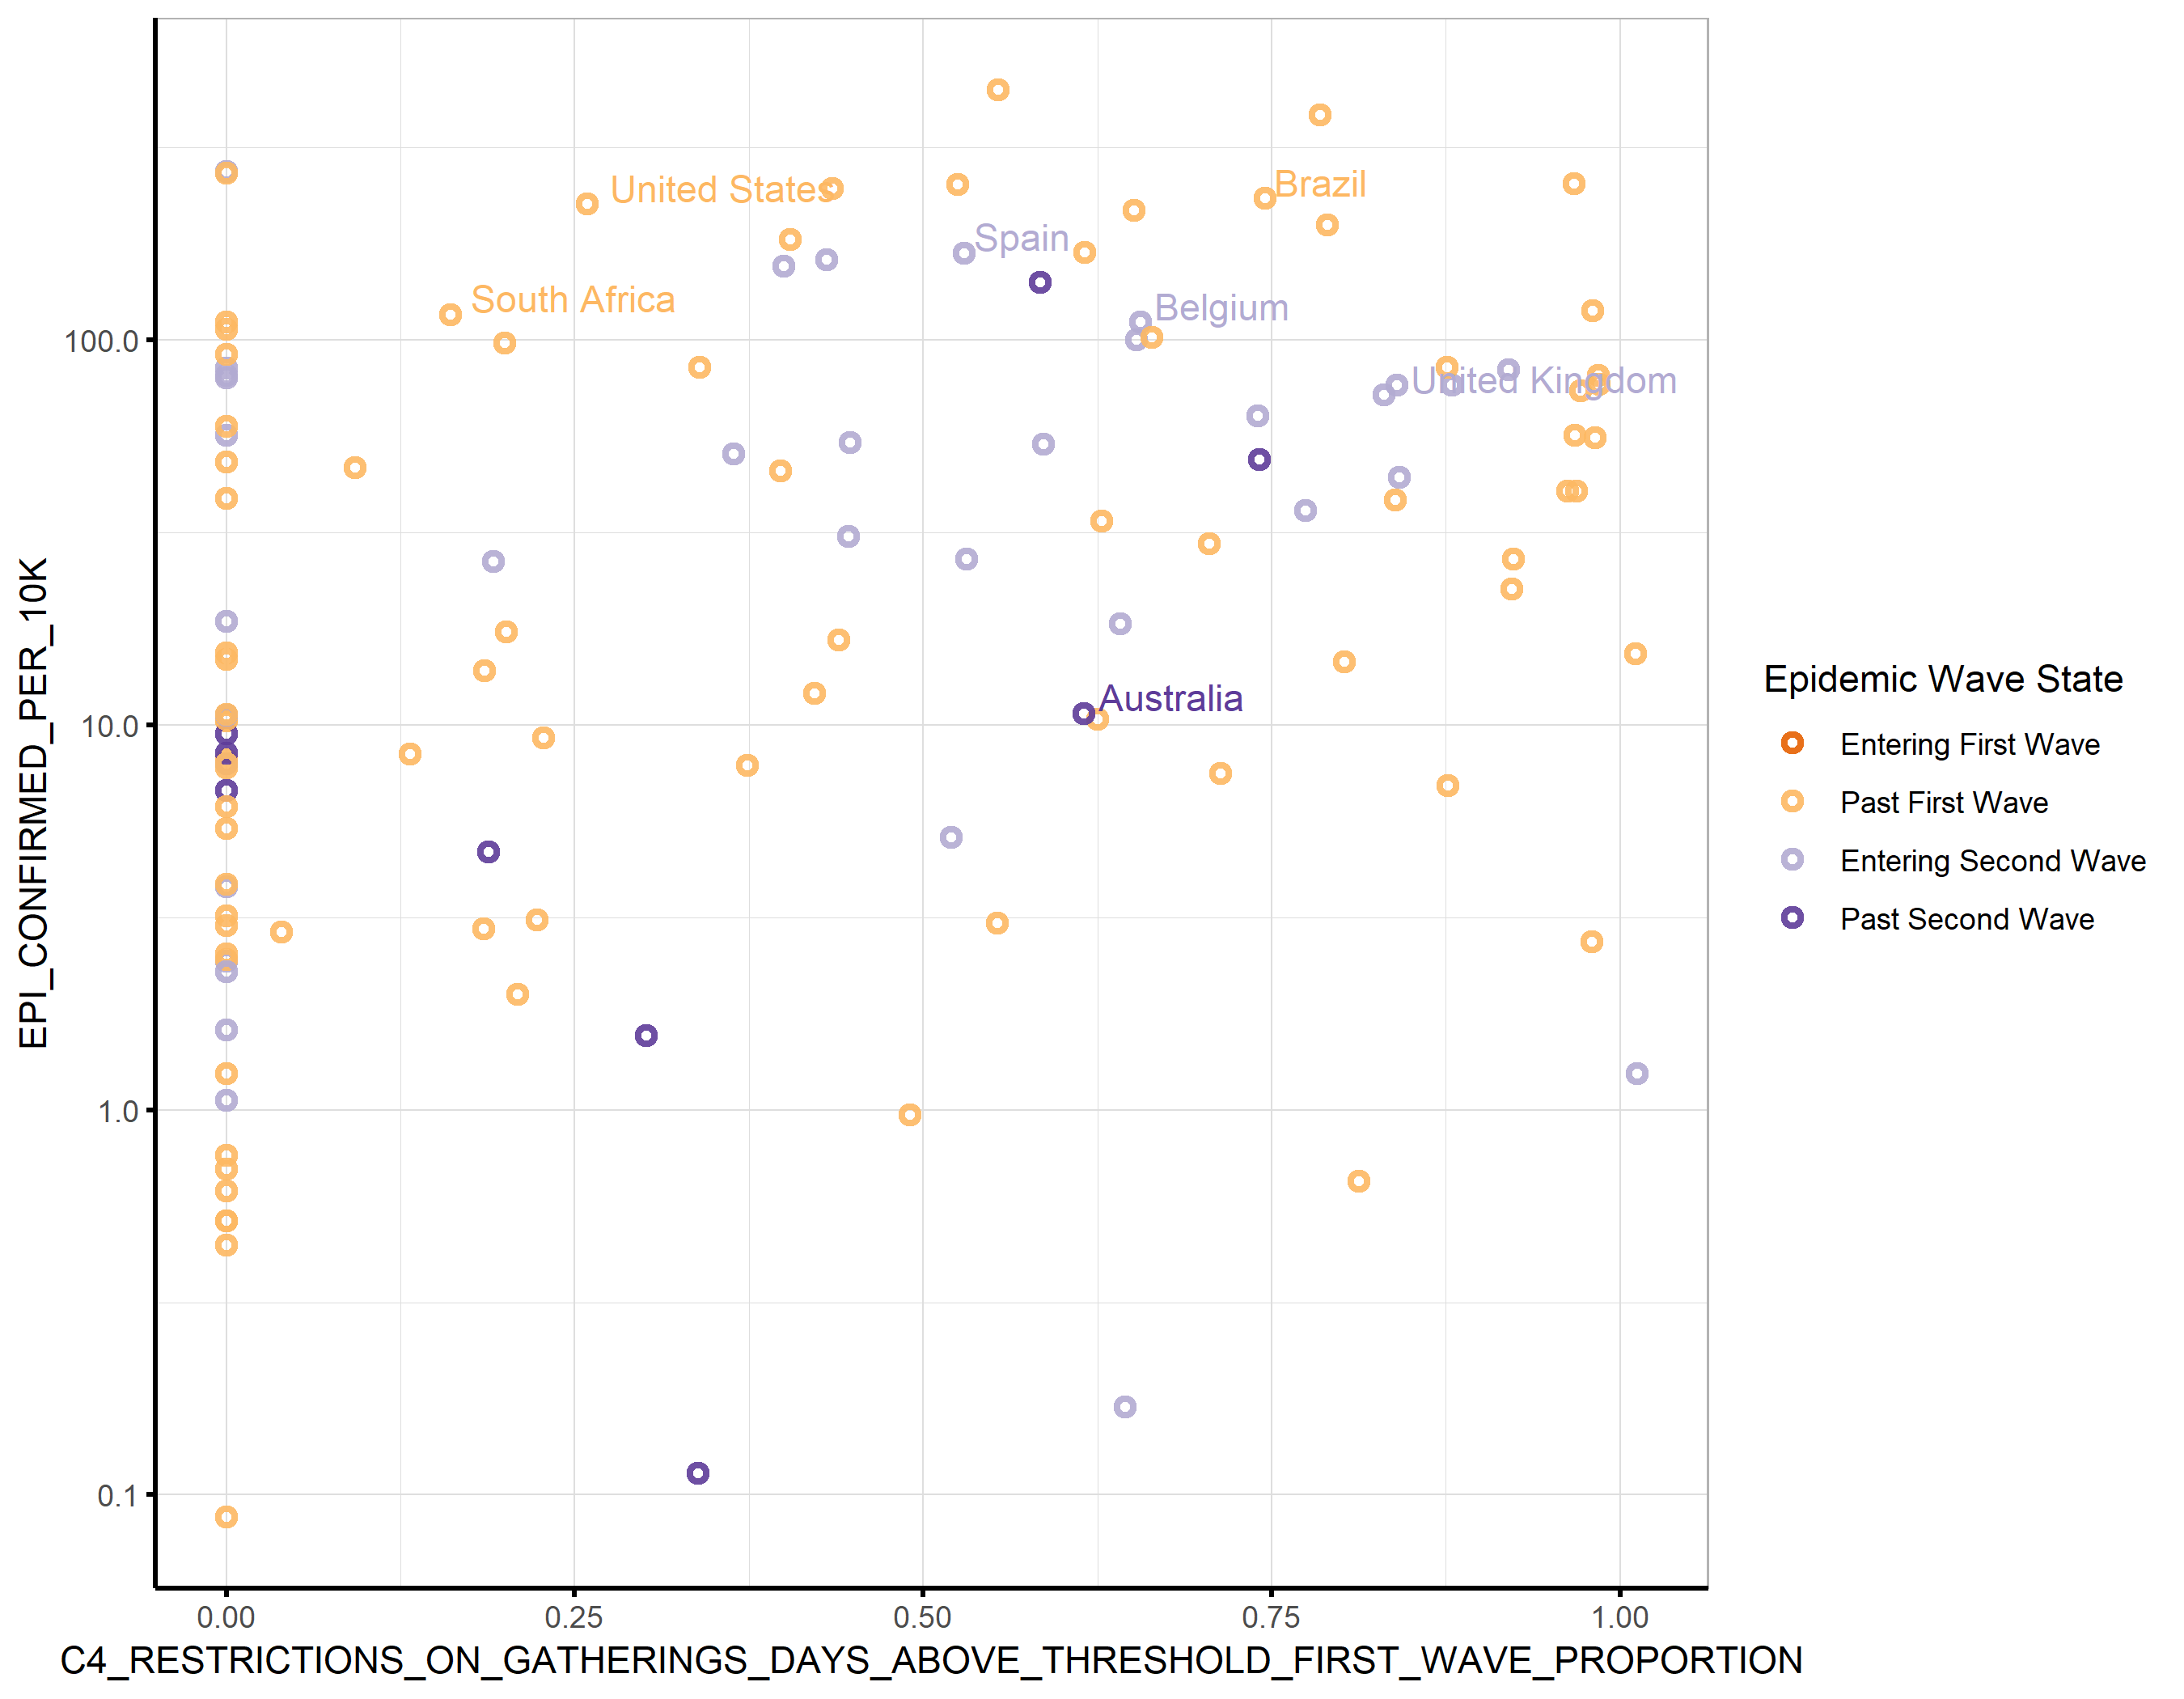 United States
Brazil
Spain
South Africa
Belgium
United Kingdom
Australia
EPI_CONFIRMED_PER_10K
100.0
10.0
1.0
0.1
0.00
0.25
0.50
0.75
1.00
C4_RESTRICTIONS_ON_GATHERINGS_DAYS_ABOVE_THRESHOLD_FIRST_WAVE_PROPORTION
Epidemic Wave State
Entering First Wave
Past First Wave
Entering Second Wave
Past Second Wave